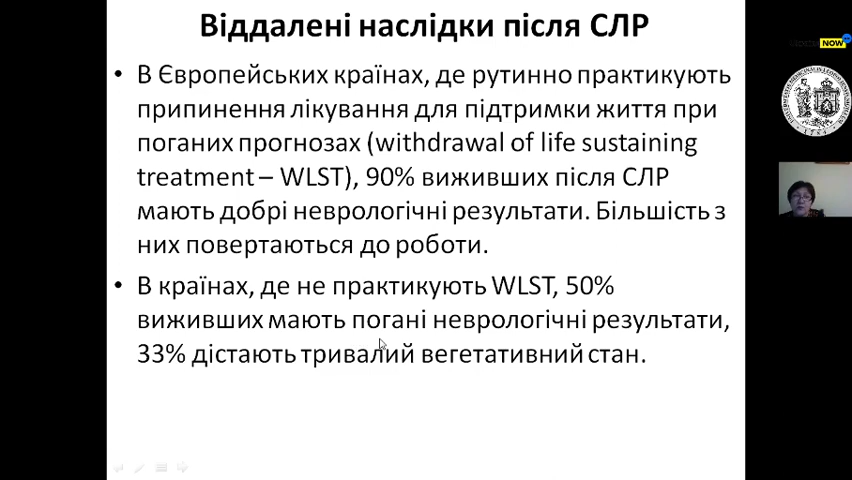 Віддалені наслідки після СЛР
• В Європейських країнах, де рутинно практикують
припинення лікування для підтримки життя при
поганих прогнозах (withdrawal of life sustaining
treatment – WLST), 90% виживших після СЛР
мають добрі неврологічні результати. Більшість з
них повертаються до роботи.
• В країнах, де не практикують WLST, 50%
виживших мають погані неврологічні результати,
33% дістають тривалий вегетативний стан.
NOW
1784